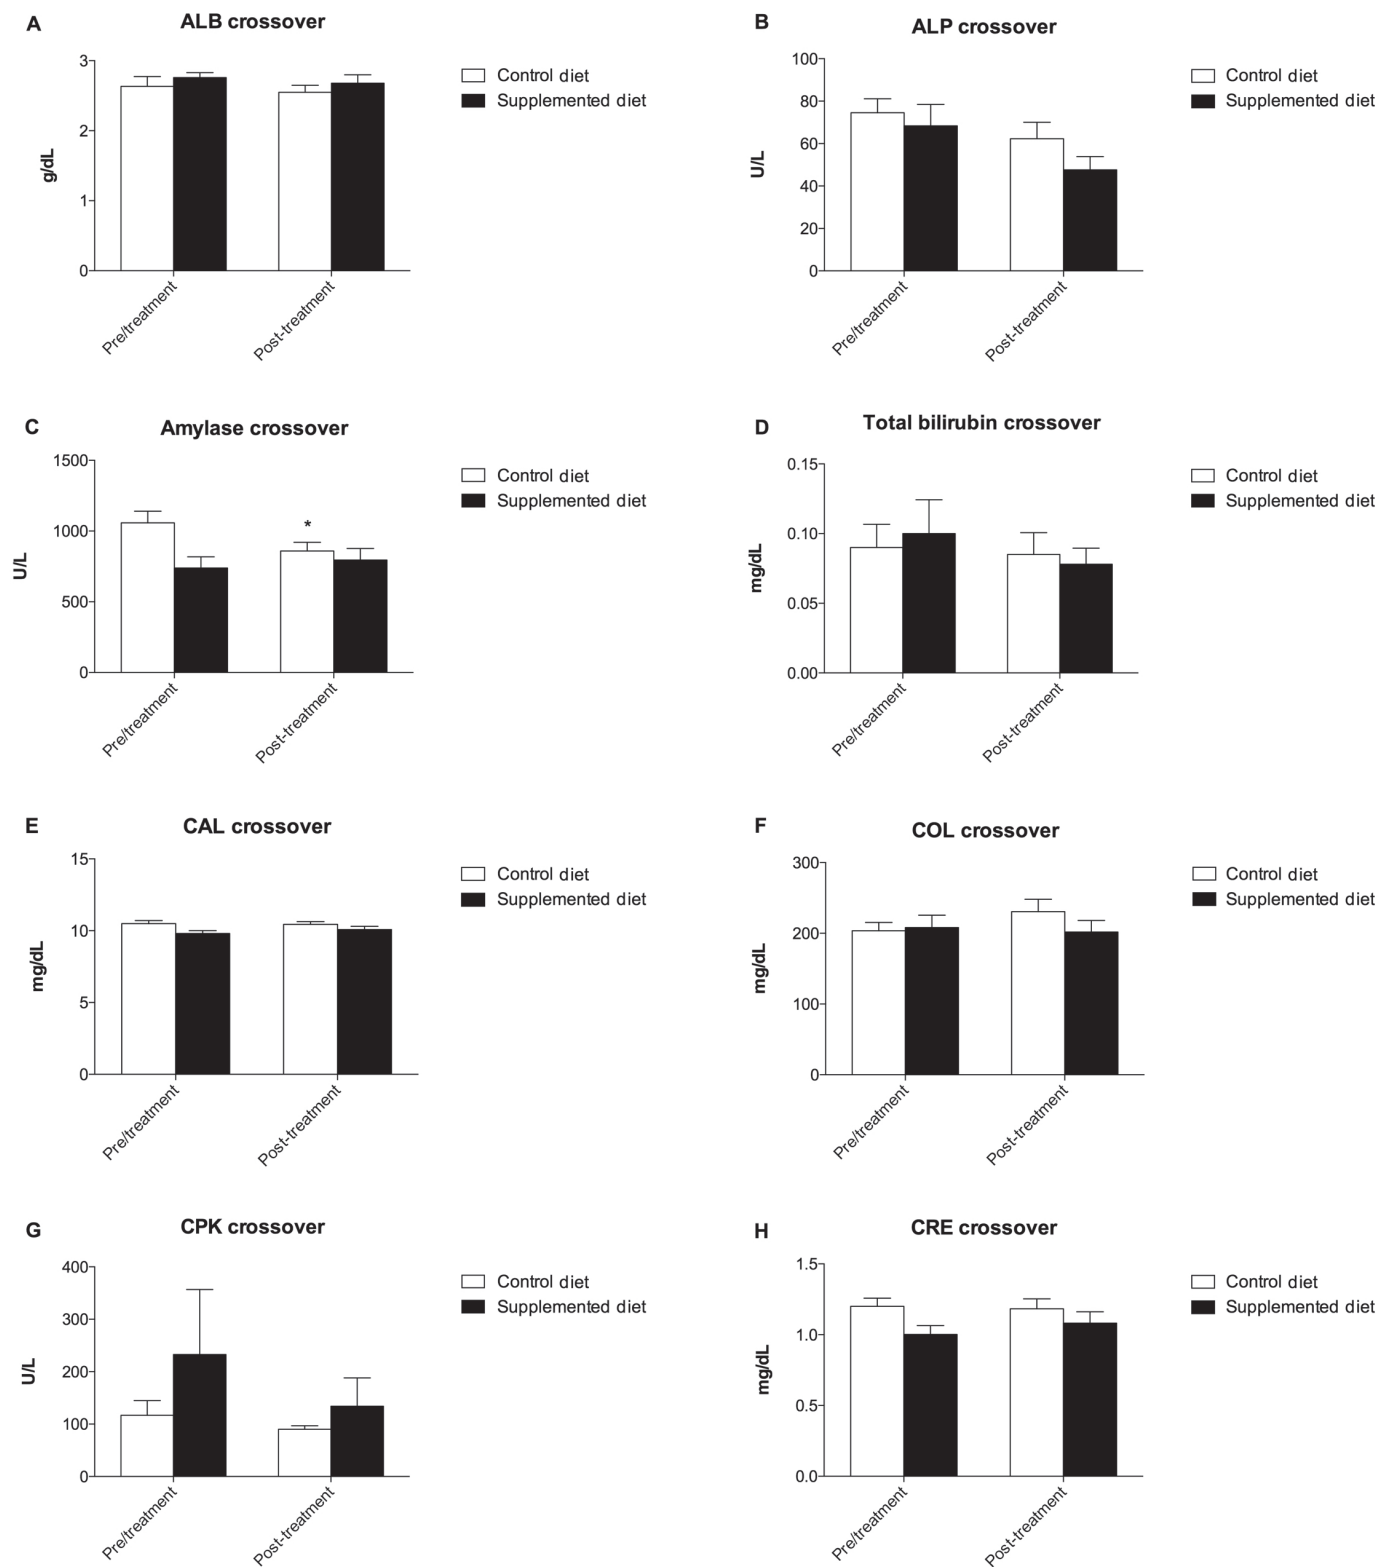 A
ALB crossover
3
2
1
0
g/dL
Pre/treatment
Post-treatment
Control diet
Supplemented diet
B
ALP crossover
100
80
60
40
20
0
U/L
Pre/treatment
Post-treatment
Control diet
Supplemented diet
C
Amylase crossover
1500
1000
500
0
U/L
*
Pre/treatment
Post-treatment
Control diet
Supplemented diet
D
Total bilirubin crossover
0.15
0.10
0.05
0.00
mg/dL
Pre/treatment
Post-treatment
Control diet
Supplemented diet
E
CAL crossover
15
10
5
0
mg/dL
Pre/treatment
Post-treatment
Control diet
Supplemented diet
F
COL crossover
300
200
100
0
mg/dL
Pre/treatment
Post-treatment
Control diet
Supplemented diet
G
CPK crossover
400
300
200
100
0
U/L
Pre/treatment
Post-treatment
Control diet
Supplemented diet
H
CRE crossover
1.5
1.0
0.5
0.0
mg/dL
Pre/treatment
Post-treatment
Control diet
Supplemented diet